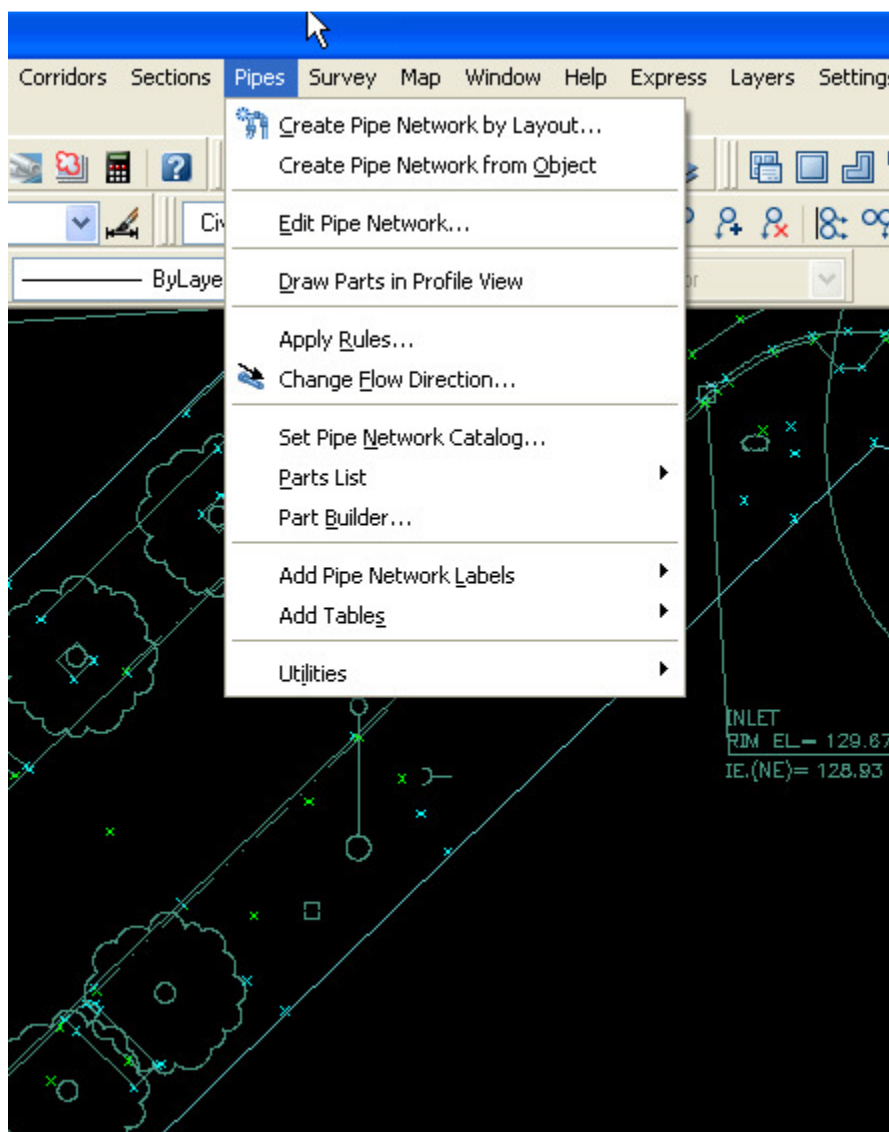 Corridors Sections Pipes Survey Map Window Help Express Layers Settings
Create Pipe Network by Layout...
Create Pipe Network from Object
Civ
Edit Pipe Network...
ByLaye
Draw Parts in Profile View
or
Apply Rules...
Change Flow Direction...
Set Pipe Network Catalog...
Parts List
Part Builder...
Add Pipe Network Labels
Add Tables
Utilities
INLET
RIM EL.= 129.67
IE.(NE)= 128.93